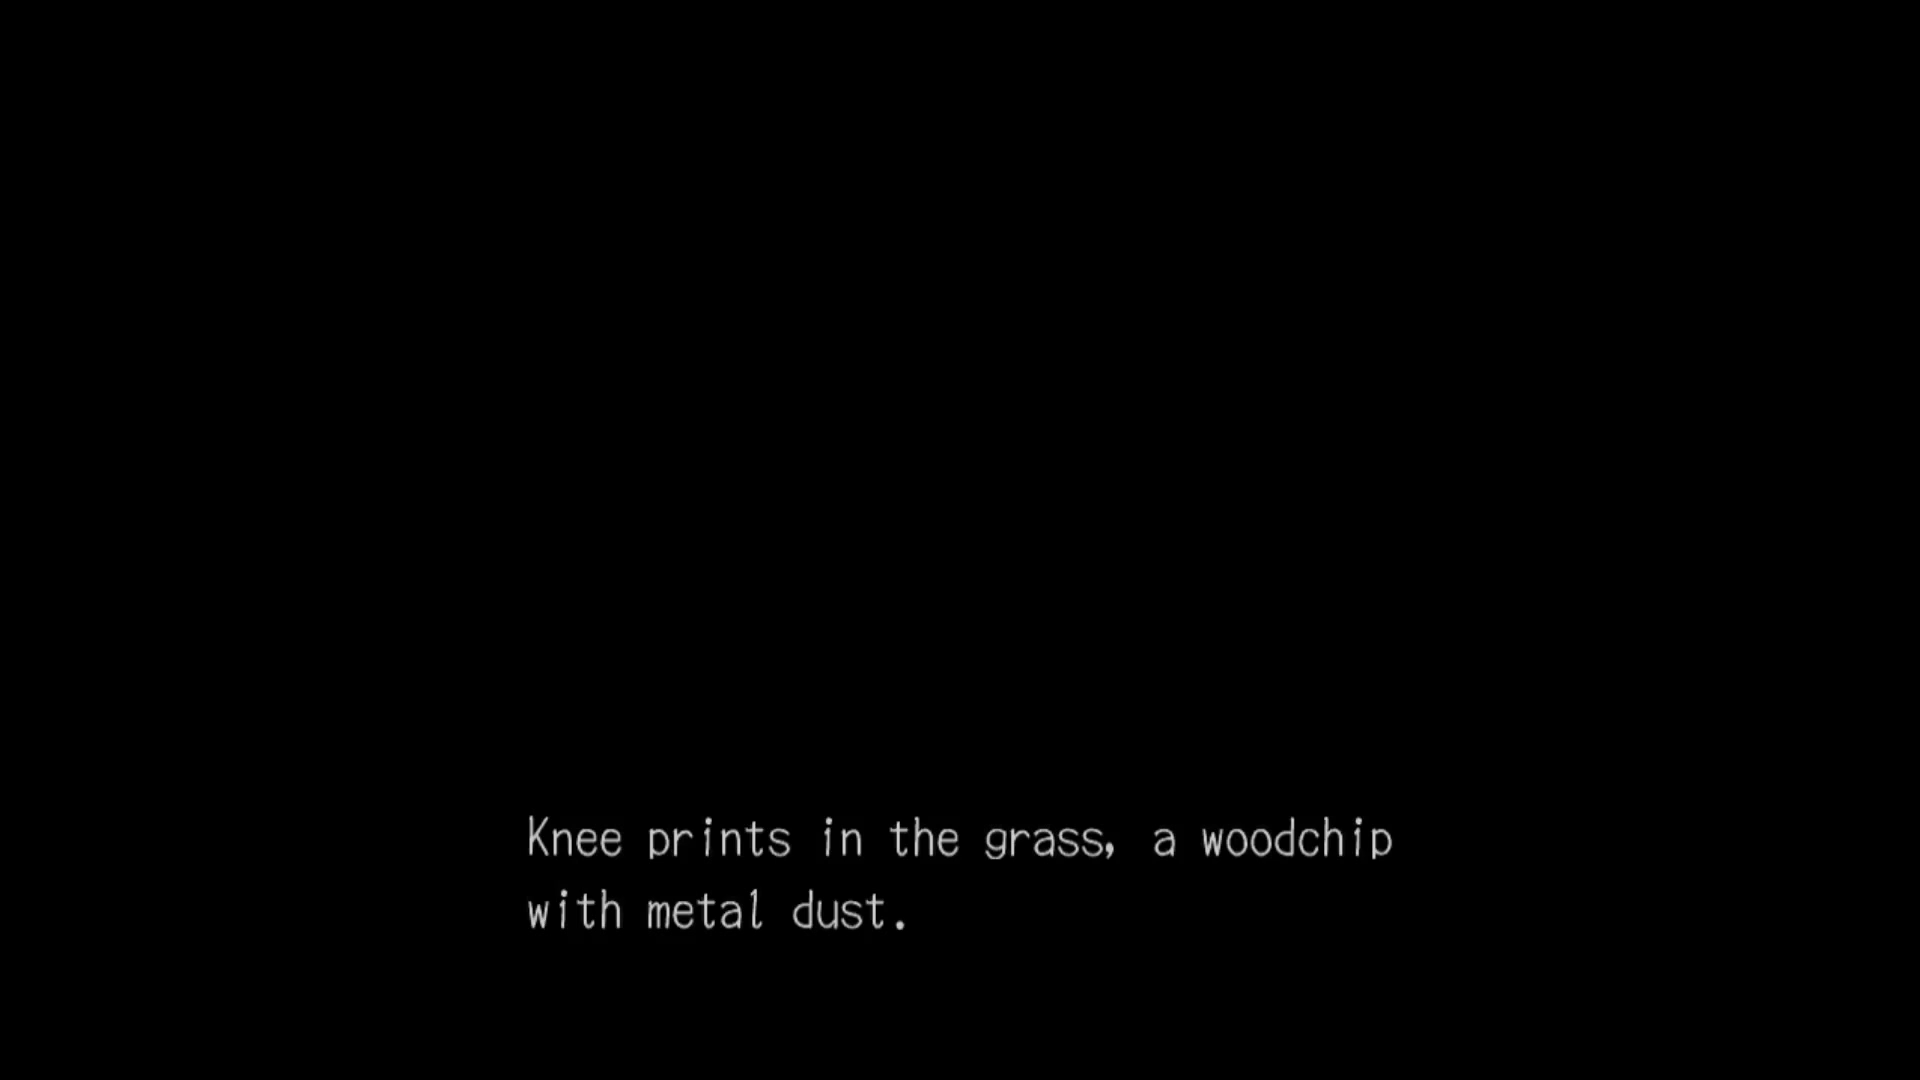 Knee prints in the grass, a woodchip
with metal dust.